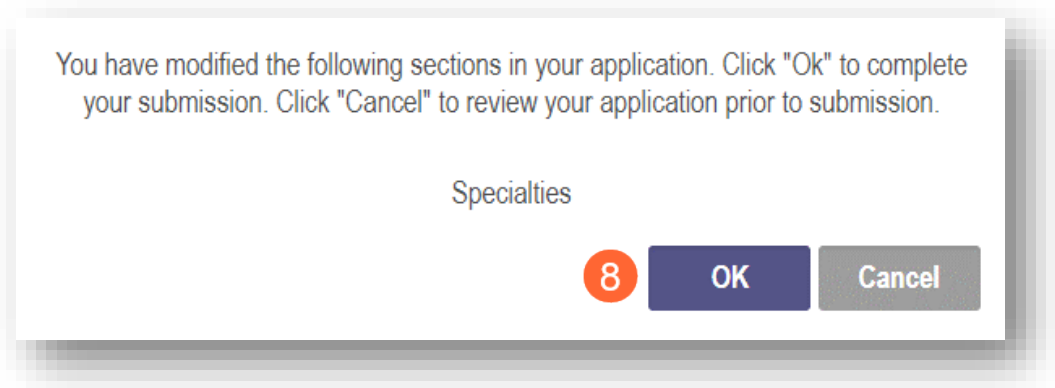 You have modified the following sections in your application. Click "Ok" to complete
your submission. Click "Cancel" to review your application prior to submission.
Specialties
8 OK Cancel